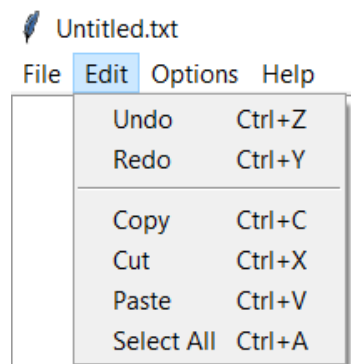 Untitled.txt
File Edit Options Help
Undo Ctrl+Z
Redo Ctrl+Y
Copy Ctrl+C
Cut Ctrl+X
Paste Ctrl+V
Select All Ctrl+A